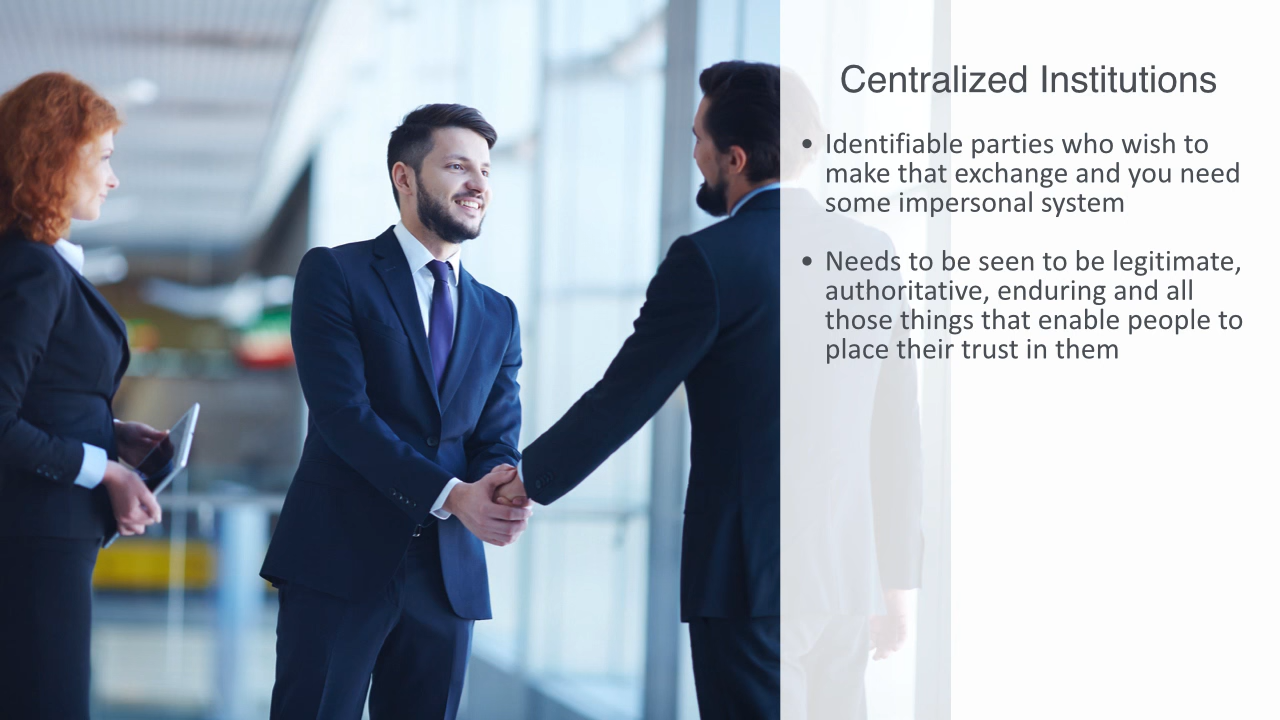 Centralized Institutions
• Identifiable parties who wish to
make that exchange and you need
some impersonal system
• Needs to be seen to be legitimate,
authoritative, enduring and all
those things that enable people to
place their trust in them